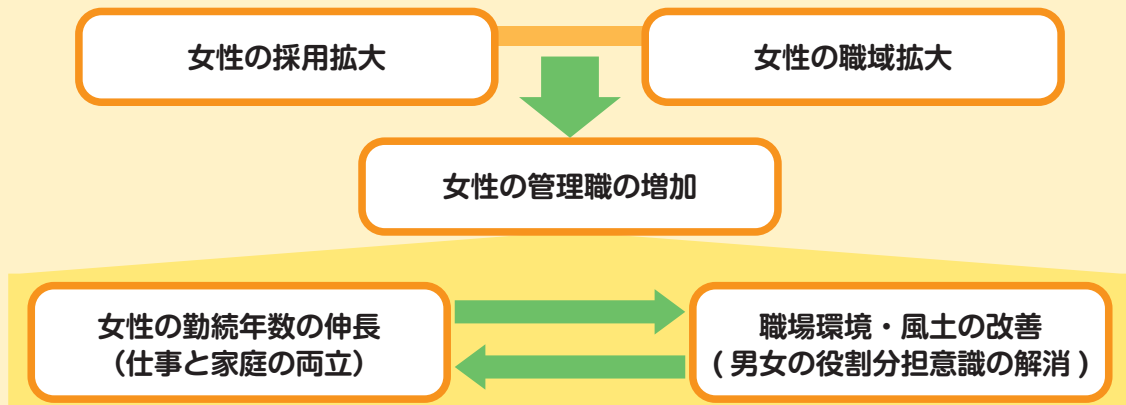 女性の採用拡大
女性の職域拡大
女性の管理職の増加
女性の勤続年数の伸長
（仕事と家庭の両立）
職場環境・風土の改善
( 男女の役割分担意識の解消 )